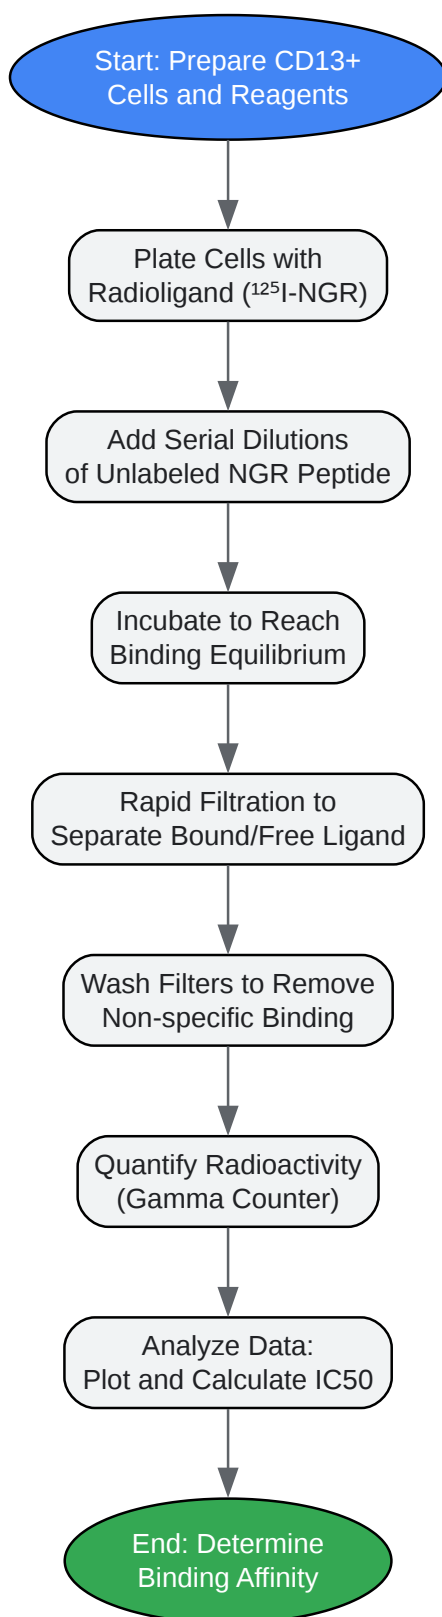 Start: Prepare CD13+
Cells and Reagents
Plate Cells with
Radioligand (¹²⁵I-NGR)
Add Serial Dilutions
of Unlabeled NGR Peptide
Incubate to Reach
Binding Equilibrium
Rapid Filtration to
Separate Bound/Free Ligand
Wash Filters to Remove
Non-specific Binding
Quantify Radioactivity
(Gamma Counter)
Analyze Data:
Plot and Calculate IC50
End: Determine
Binding Affinity